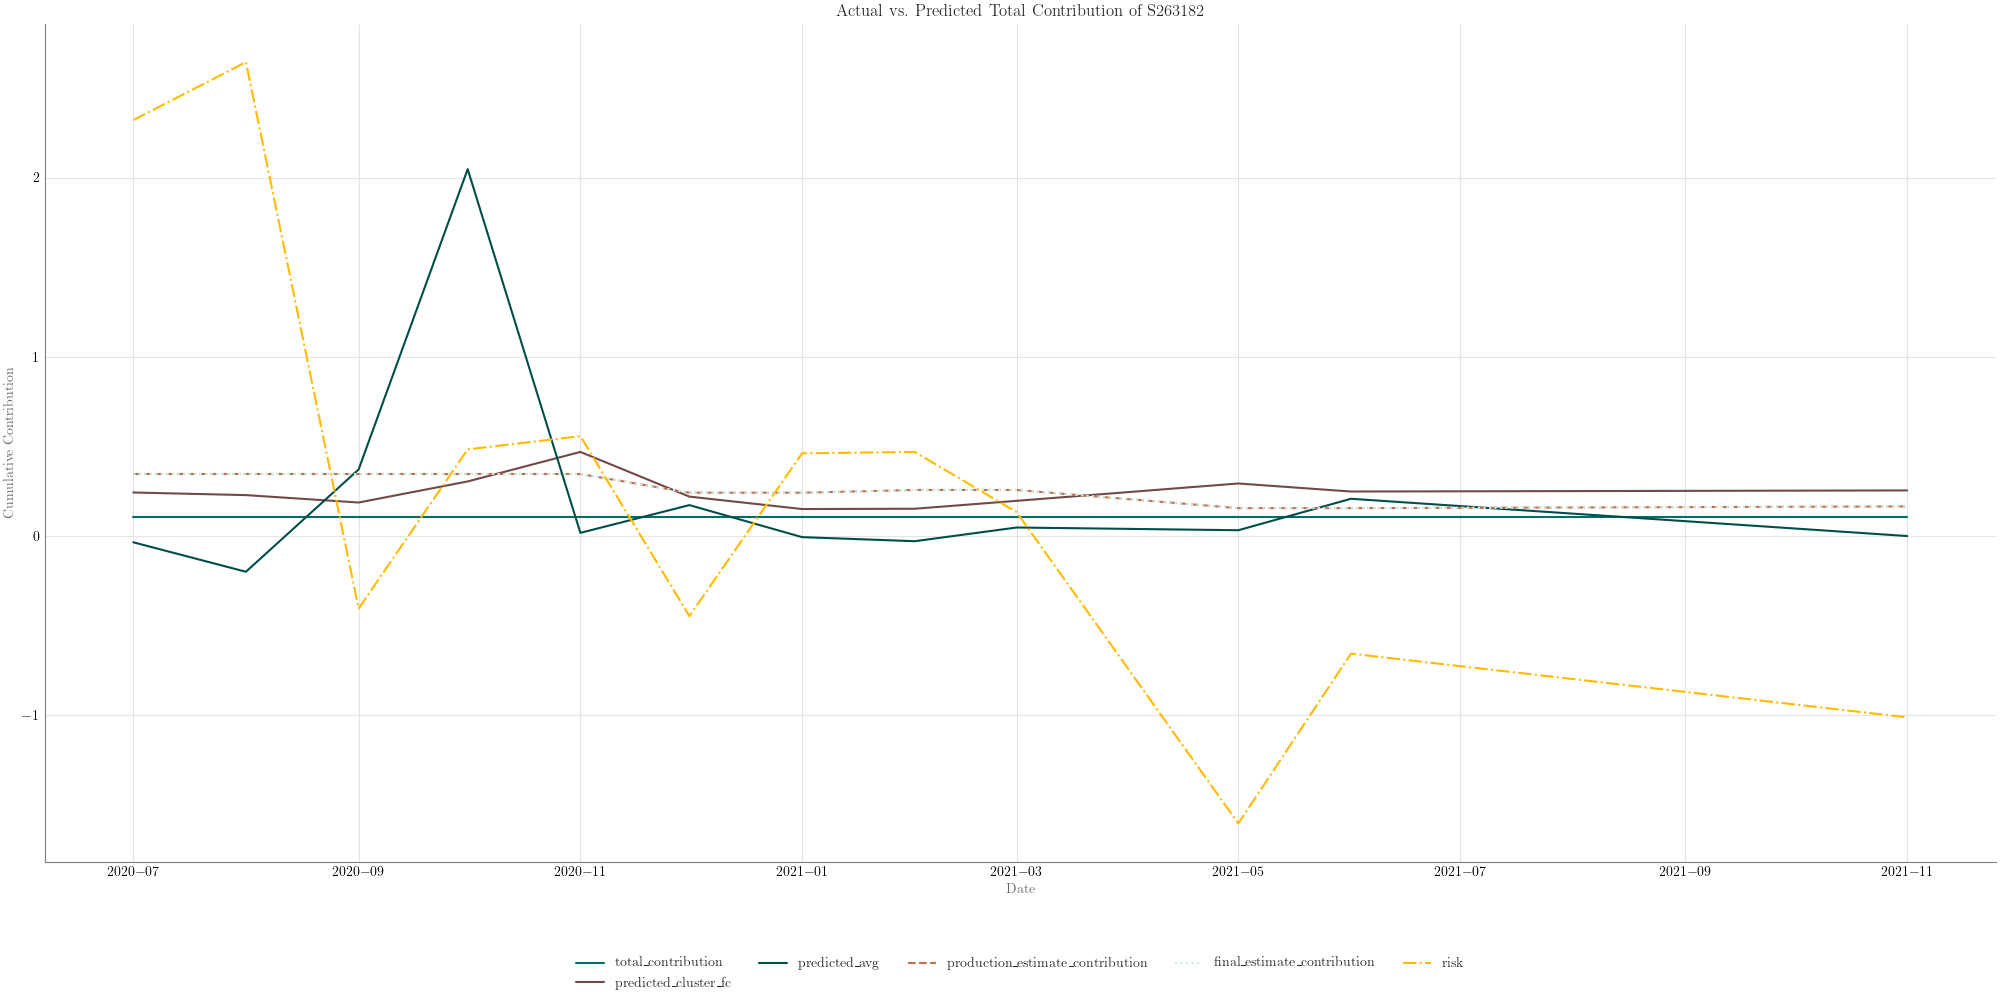 Actual vs. Predicted Total Contribution of S263182
Cumulative Contribution
2
1
0
−1
2020−07 2020−09 2020−11 2021−01 2021−03 2021−05 2021−07 2021−09 2021−11
Date
total_contribution predicted_avg production_estimate_contribution final_estimate_contribution risk
predicted_cluster_fc